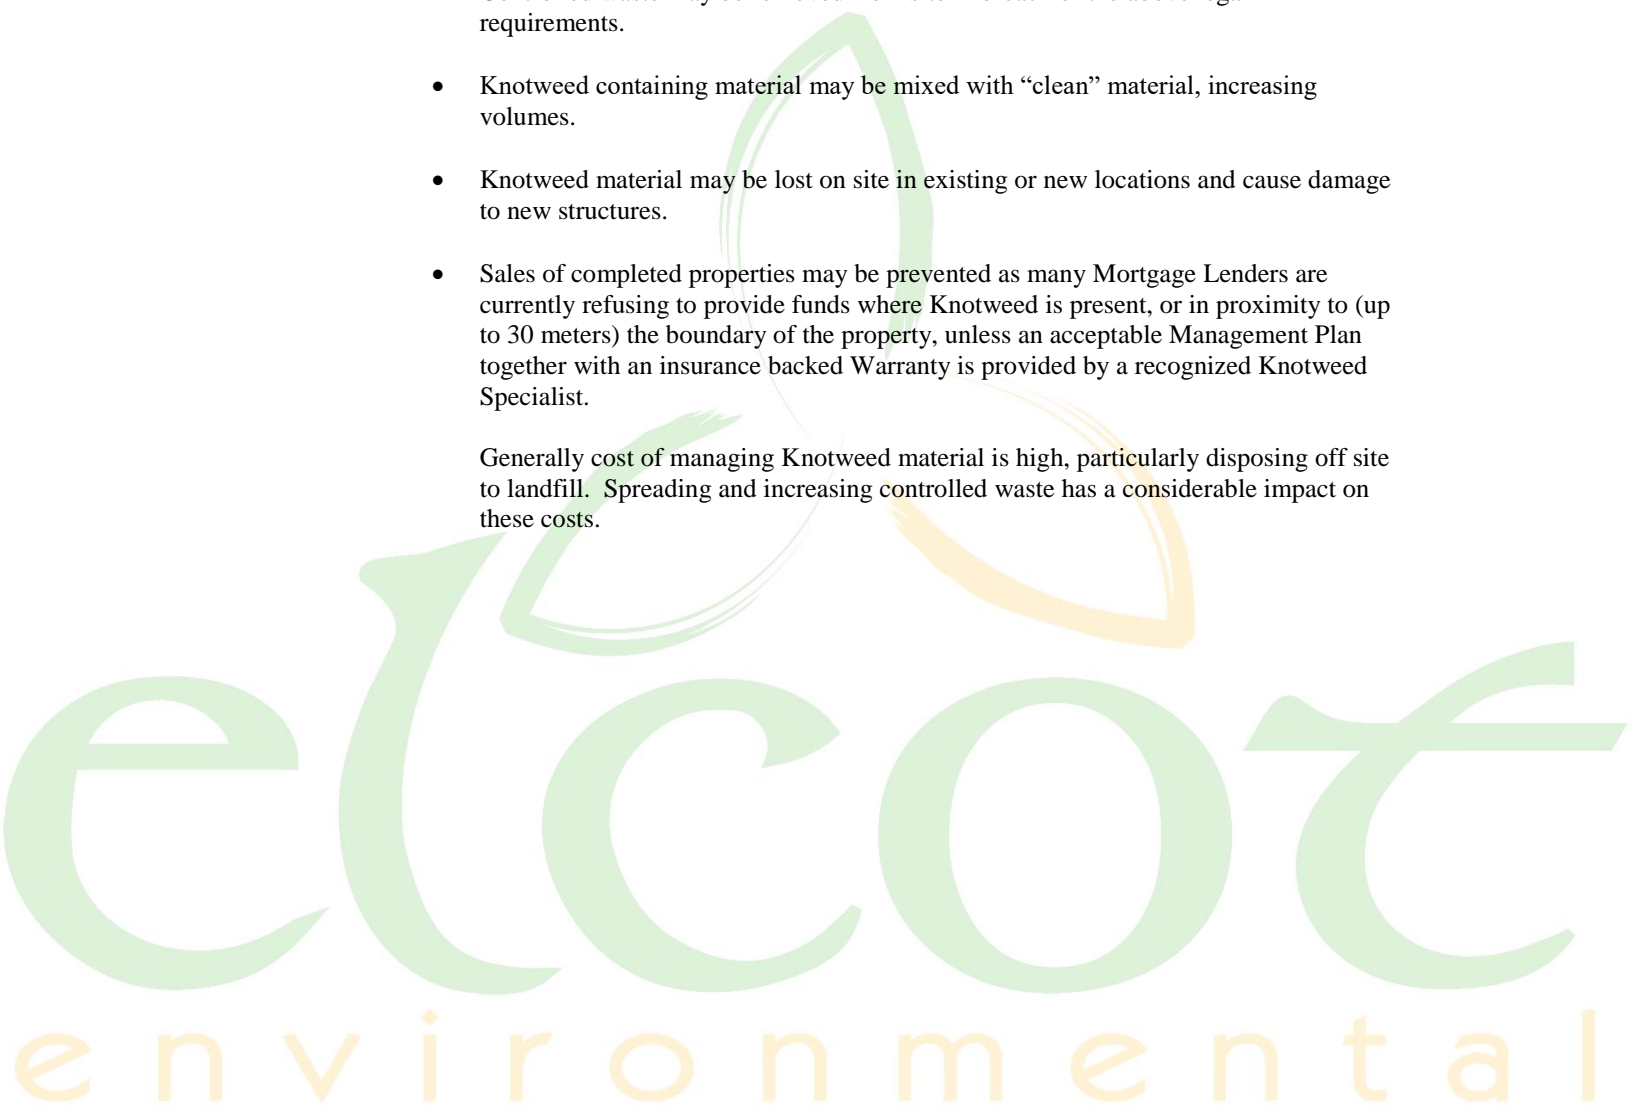 requirements.
• Knotweed containing material may be mixed with “clean” material, increasing
volumes.
• Knotweed material may be lost on site in existing or new locations and cause damage
to new structures.
• Sales of completed properties may be prevented as many Mortgage Lenders are
currently refusing to provide funds where Knotweed is present, or in proximity to (up
to 30 meters) the boundary of the property, unless an acceptable Management Plan
together with an insurance backed Warranty is provided by a recognized Knotweed
Specialist.
Generally cost of managing Knotweed material is high, particularly disposing off site
to landfill.  Spreading and increasing controlled waste has a considerable impact on
these costs.
elcot
environmental